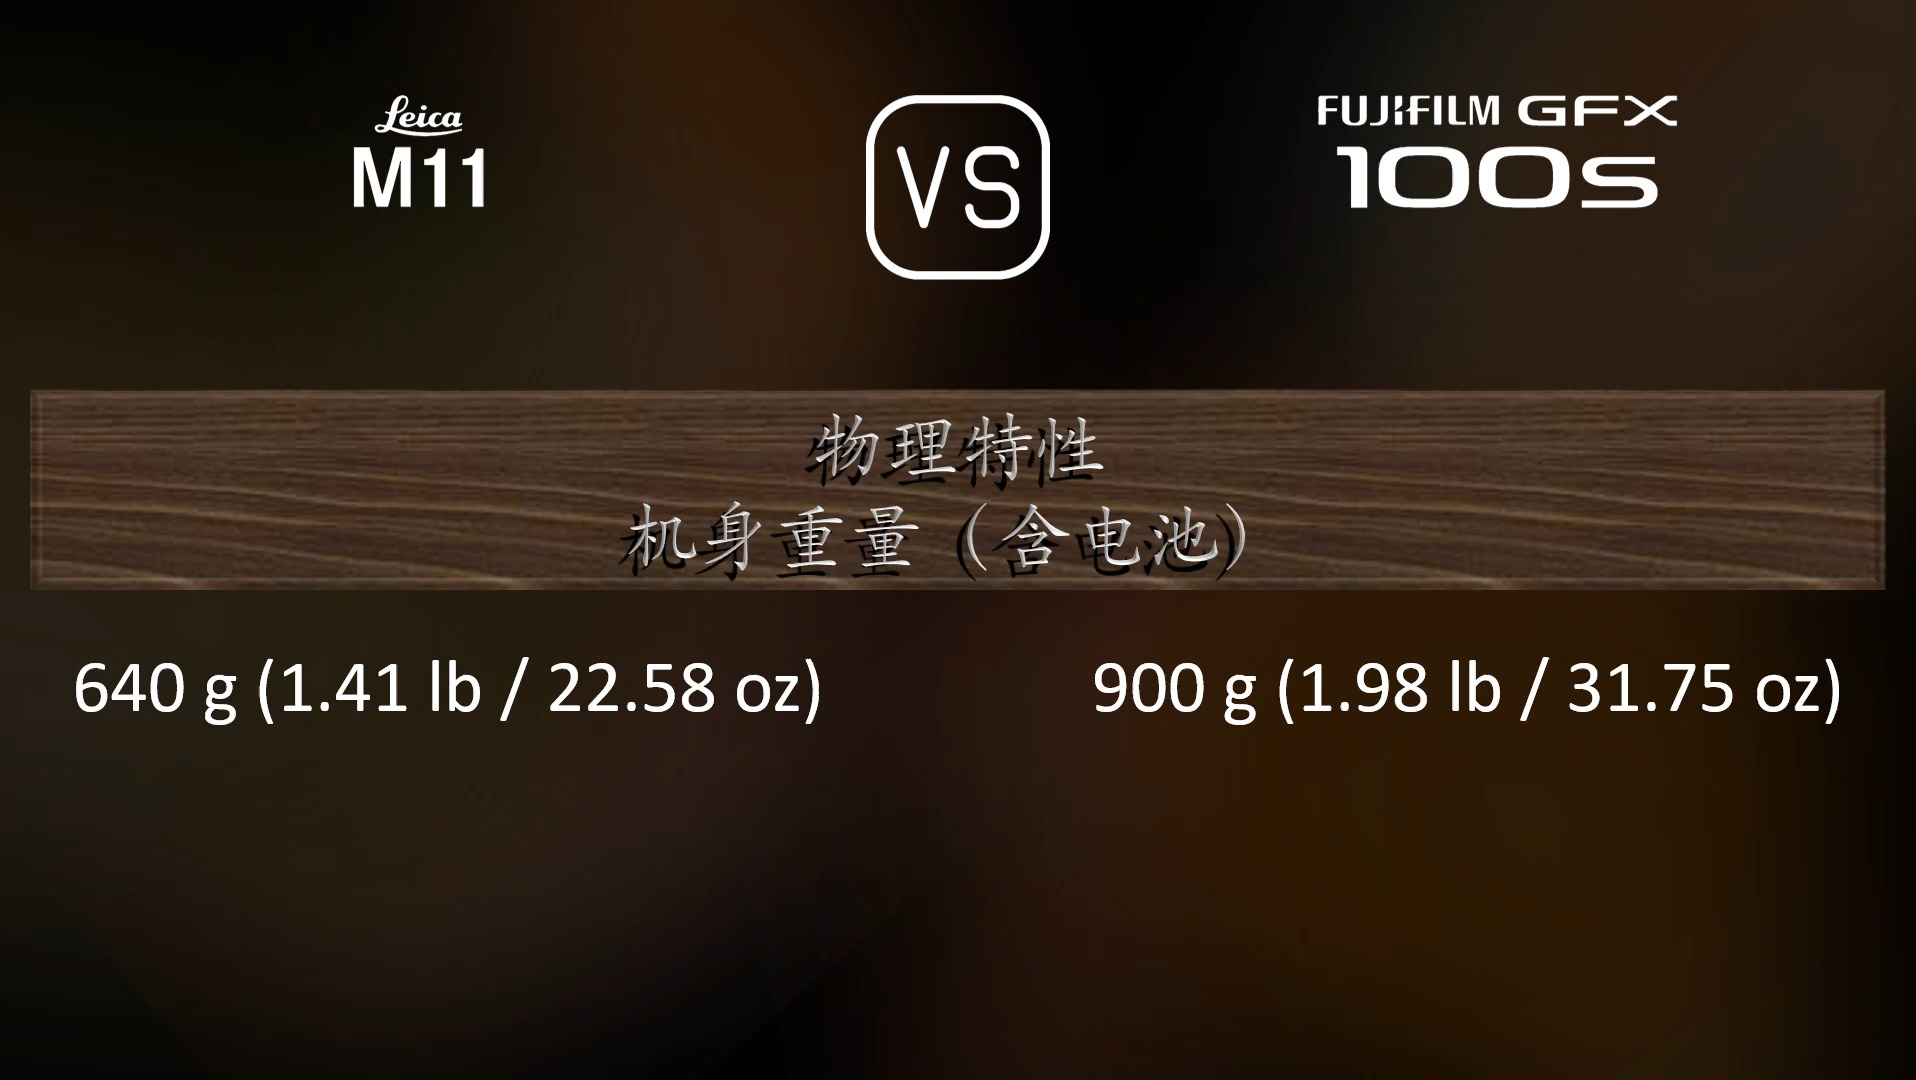 Leica
M11
VS
FUJIFILM GFX
100S
物理特性
机身重量（含电池）
640 g (1.41 lb / 22.58 oz)
900 g (1.98 lb / 31.75 oz)